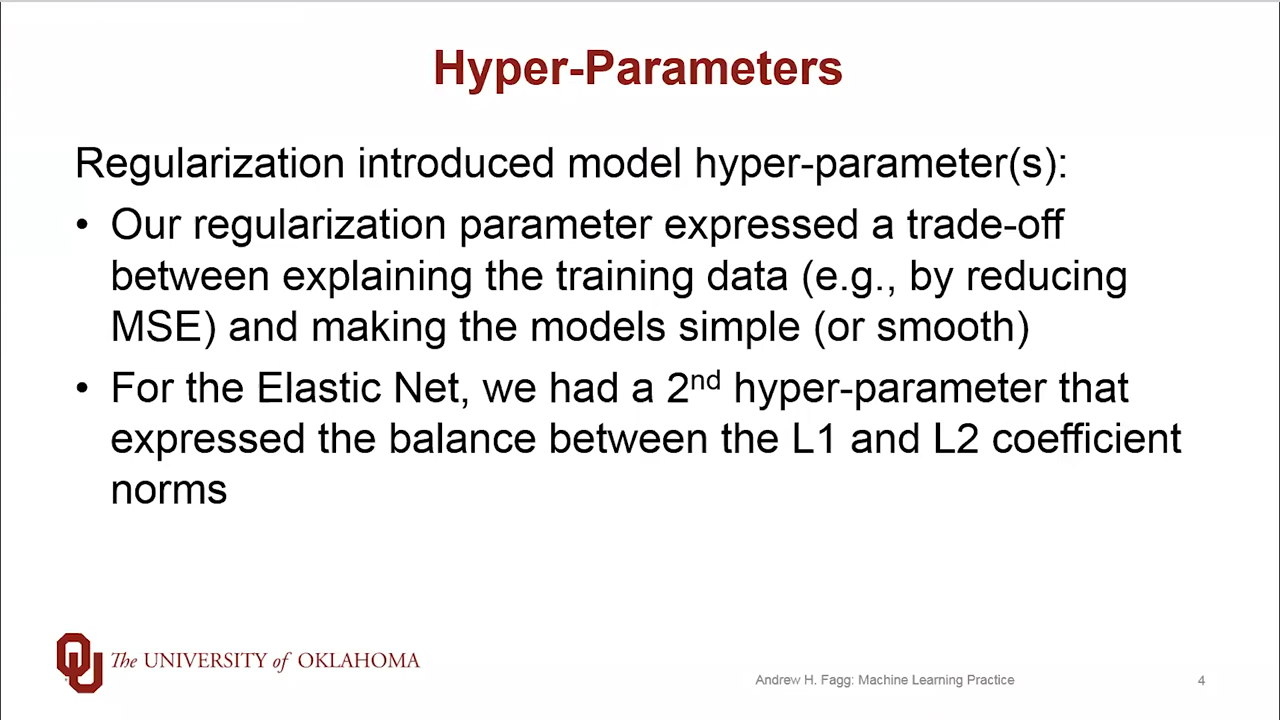 Hyper-Parameters
Regularization introduced model hyper-parameter(s):
• Our regularization parameter expressed a trade-off
between explaining the training data (e.g., by reducing
MSE) and making the models simple (or smooth)
• For the Elastic Net, we had a 2nd hyper-parameter that
expressed the balance between the L1 and L2 coefficient
norms
The UNIVERSITY of OKLAHOMA
Andrew H. Fagg: Machine Learning Practice
4